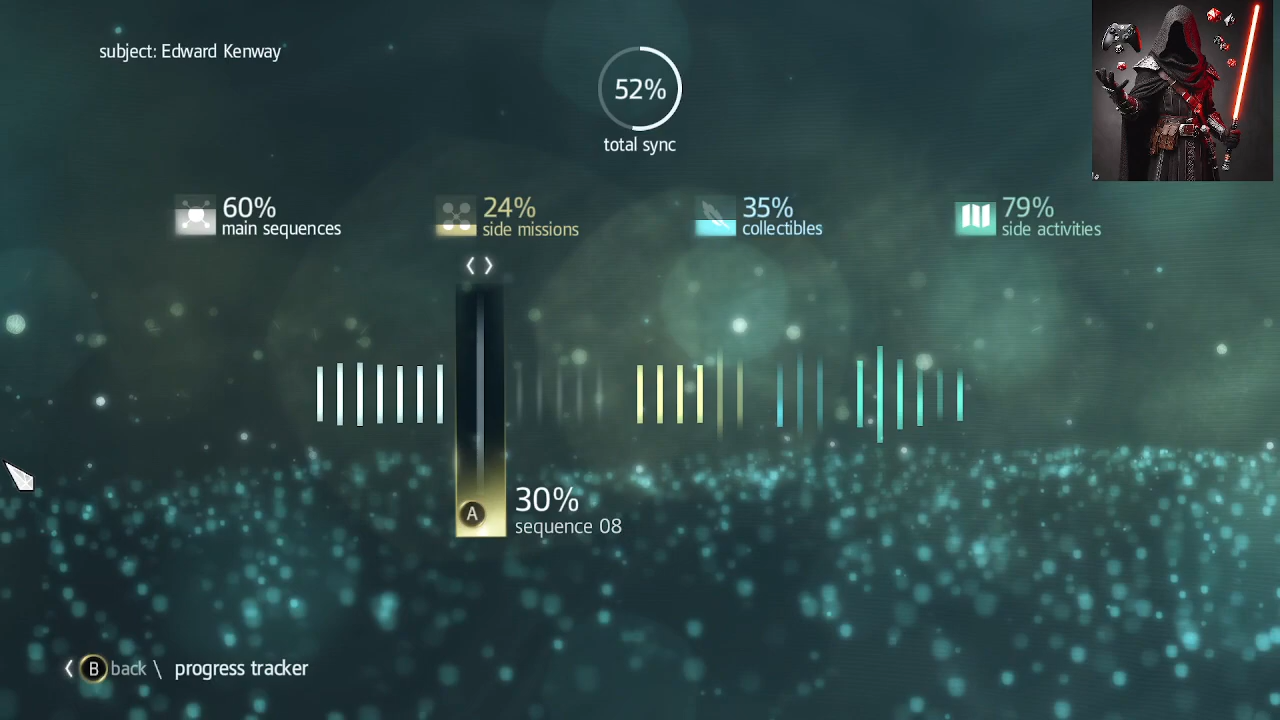 subject: Edward Kenway
52%
total sync
60%
main sequences
24%
side missions
35%
collectibles
79%
side activities
30%
A
sequence 08
B back \ progress tracker